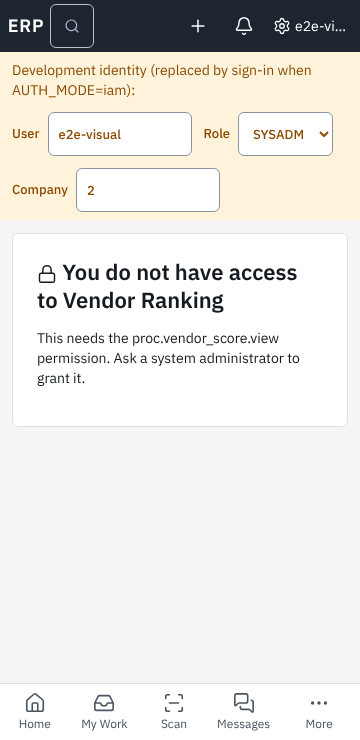 ERP
e2e-vi...
Development identity (replaced by sign-in when
AUTH_MODE=iam):
User e2e-visual Role SYSADM
Company 2
You do not have access
to Vendor Ranking
This needs the proc.vendor_score.view
permission. Ask a system administrator to
grant it.
Home My Work Scan Messages More